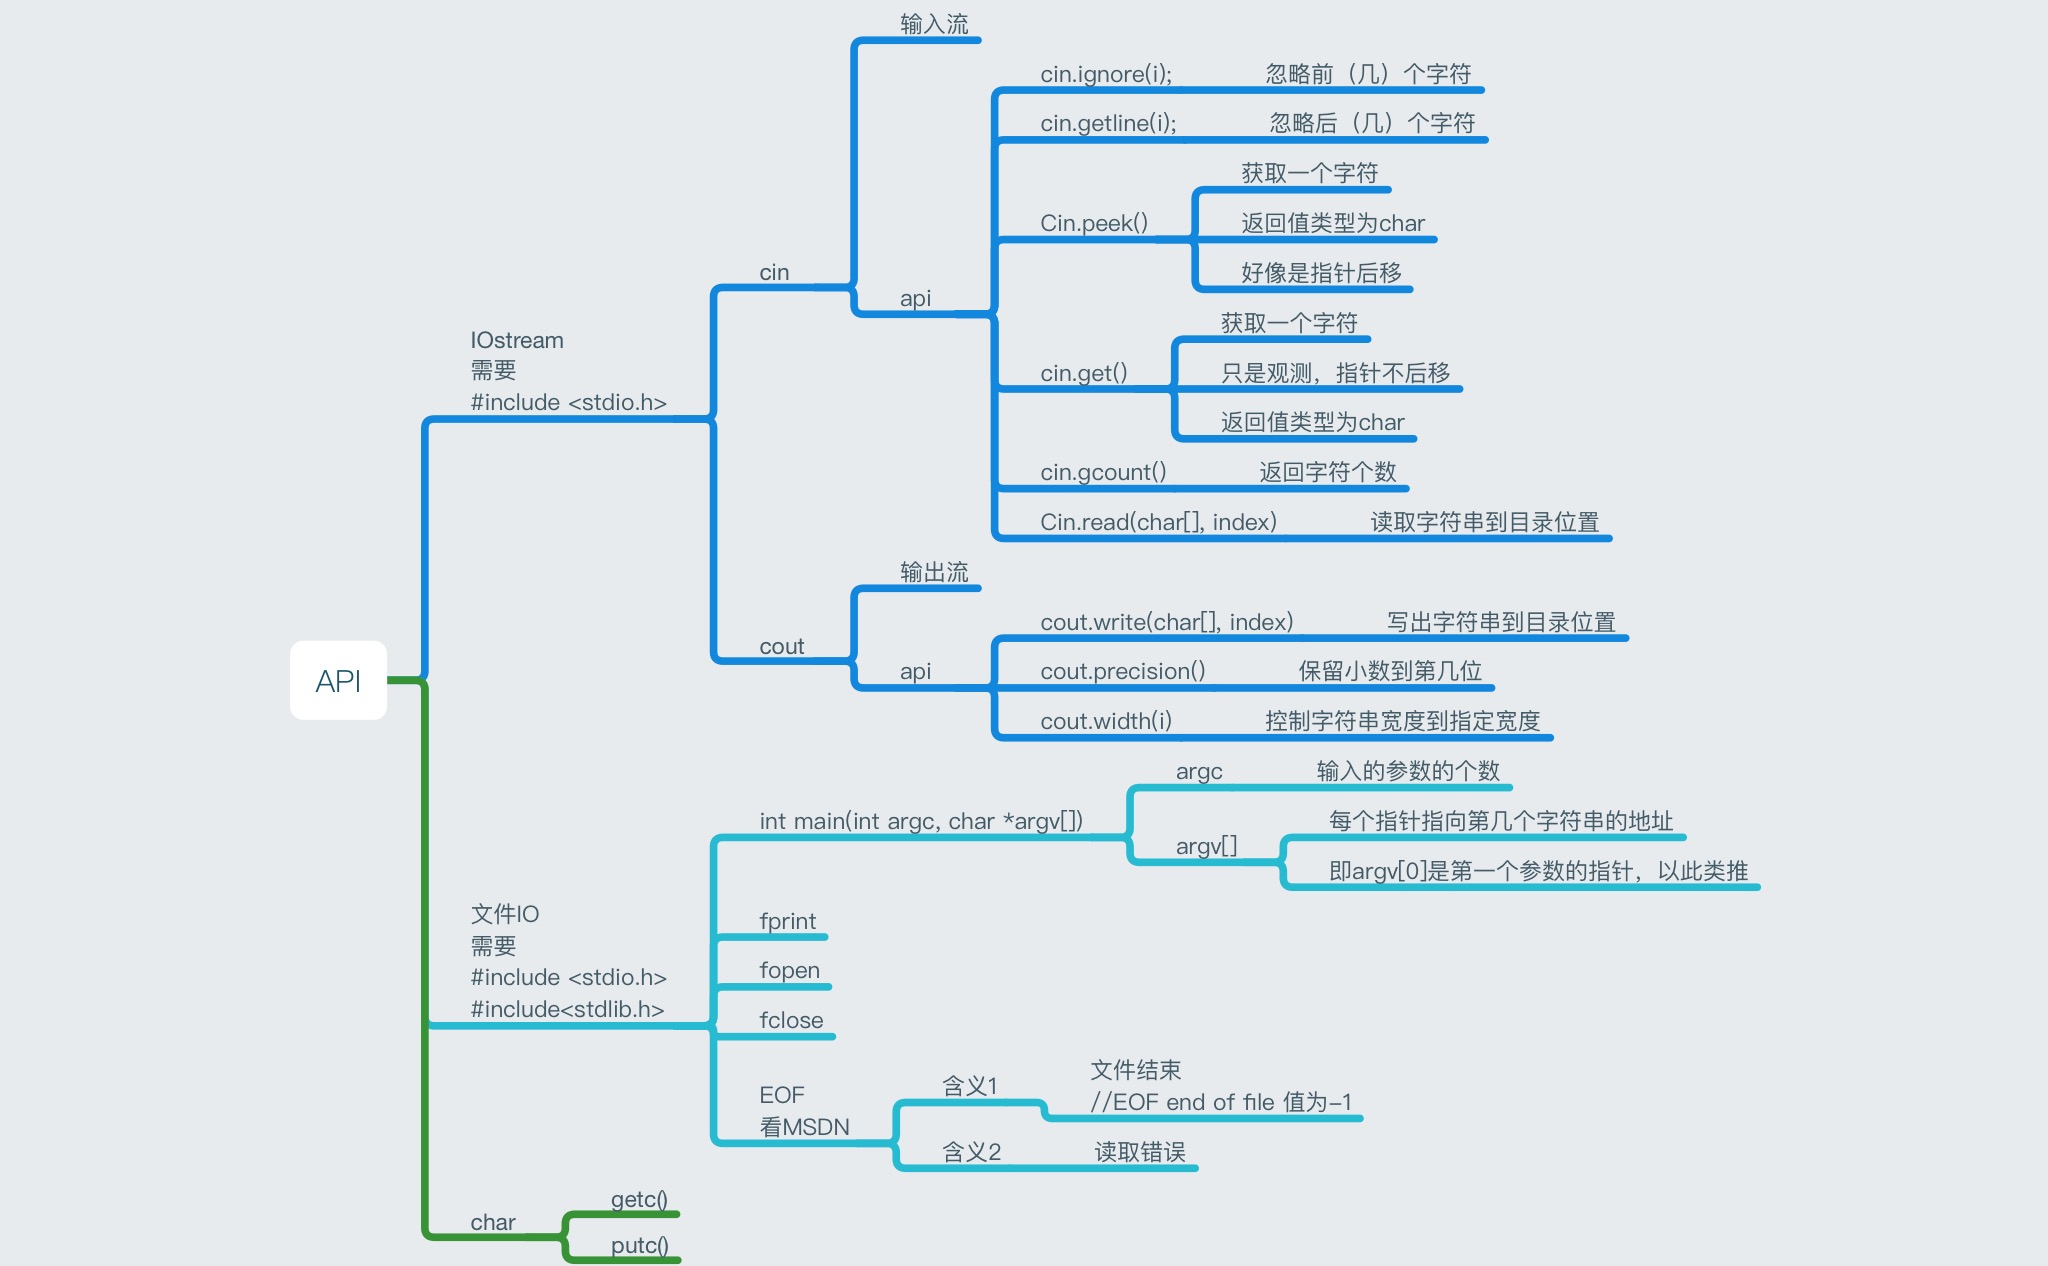 API
IOstream
需要
#include <stdio.h>
cin
输入流
api
cin.ignore(i);
忽略前（几）个字符
cin.getline(i);
忽略后（几）个字符
Cin.peek()
获取一个字符
返回值类型为char
好像是指针后移
cin.get()
获取一个字符
只是观测，指针不后移
返回值类型为char
cin.gcount()
返回字符个数
Cin.read(char[], index)
读取字符串到目录位置
cout
输出流
api
cout.write(char[], index)
写出字符串到目录位置
cout.precision()
保留小数到第几位
cout.width(i)
控制字符串宽度到指定宽度
文件IO
需要
#include <stdio.h>
#include<stdlib.h>
int main(int argc, char *argv[])
argc
输入的参数的个数
argv[]
每个指针指向第几个字符串的地址
即argv[0]是第一个参数的指针，以此类推
fprint
fopen
fclose
EOF
看MSDN
含义1
文件结束
//EOF end of file 值为-1
含义2
读取错误
char
getc()
putc()